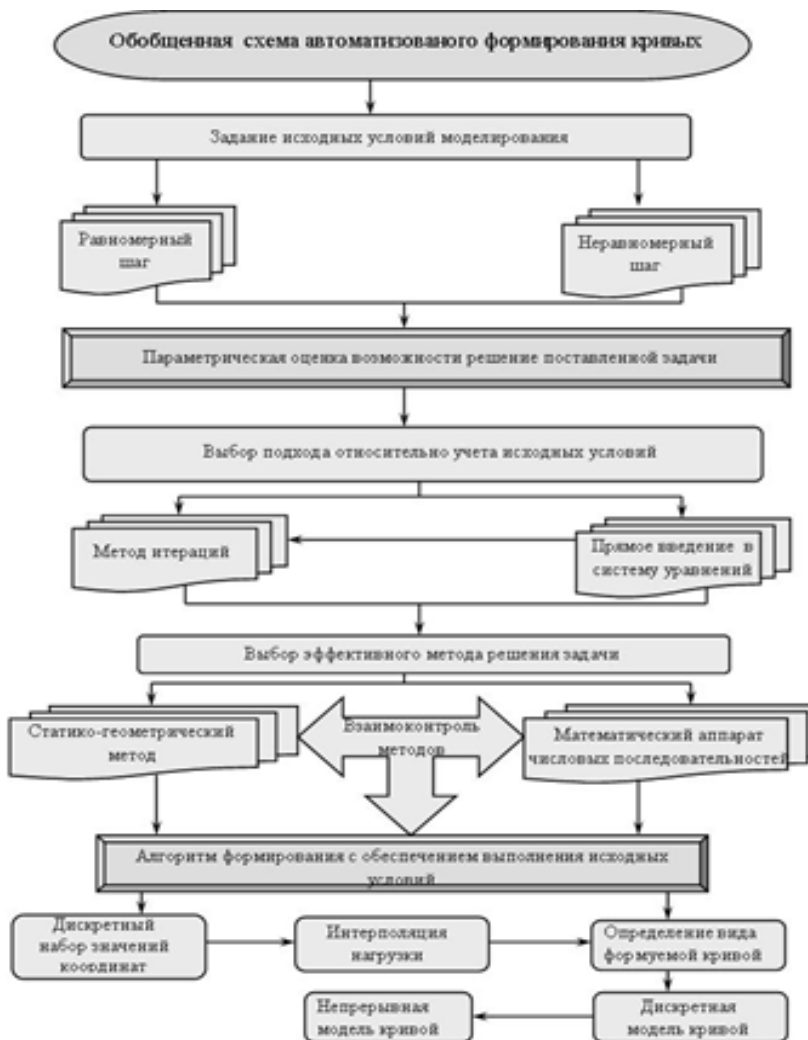 Обобщенная схема автоматизованого формирования кривых
Задание исходных условий моделирования
Равномерный
шаг
Неравномерный
шаг
Параметрическая оценка возможности решение поставленной задачи
Выбор подхода относительно учета исходных условий
Метод итераций
Прямое введение в
систему уравнений
Выбор эффективного метода решения задачи
Статико-геометрический
метод
Взаимоконтроль
методов
Математический аппарат
числовых последовательностей
Алгоритм формирования с обеспечением выполнения исходных
условий
Дискретный
набор значений
координат
Интерполяция
нагрузки
Определение вида
формуемой кривой
Непрерывная
модель кривой
Дискретная
модель кривой